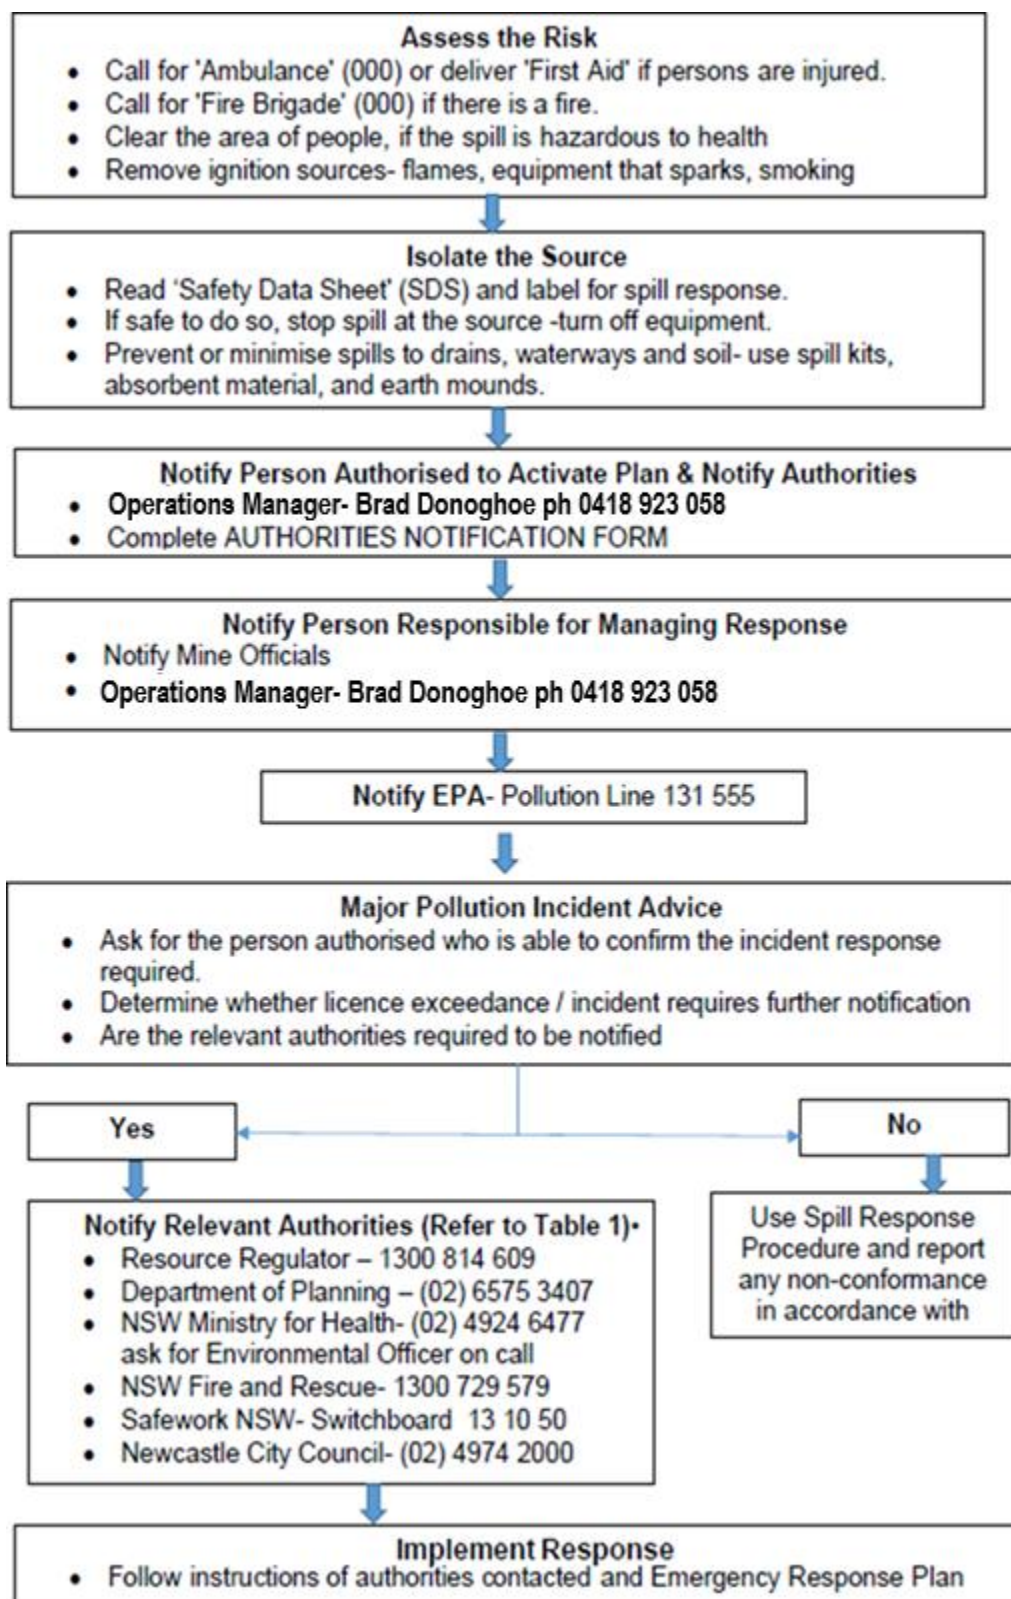 Assess the Risk
• Call for 'Ambulance' (000) or deliver 'First Aid' if persons are injured.
• Call for 'Fire Brigade' (000) if there is a fire.
• Clear the area of people, if the spill is hazardous to health
• Remove ignition sources- flames, equipment that sparks, smoking
Isolate the Source
• Read 'Safety Data Sheet' (SDS) and label for spill response.
• If safe to do so, stop spill at the source -turn off equipment.
• Prevent or minimise spills to drains, waterways and soil- use spill kits,
absorbent material, and earth mounds.
Notify Person Authorised to Activate Plan & Notify Authorities
• Operations Manager- Brad Donoghoe ph 0418 923 058
• Complete AUTHORITIES NOTIFICATION FORM
Notify Person Responsible for Managing Response
• Notify Mine Officials
• Operations Manager- Brad Donoghoe ph 0418 923 058
Notify EPA- Pollution Line 131 555
Major Pollution Incident Advice
• Ask for the person authorised who is able to confirm the incident response
required.
• Determine whether licence exceedance / incident requires further notification
• Are the relevant authorities required to be notified
Yes
No
Notify Relevant Authorities (Refer to Table 1)•
• Resource Regulator – 1300 814 609
• Department of Planning – (02) 6575 3407
• NSW Ministry for Health- (02) 4924 6477
ask for Environmental Officer on call
• NSW Fire and Rescue- 1300 729 579
• Safework NSW- Switchboard 13 10 50
• Newcastle City Council- (02) 4974 2000
Use Spill Response
Procedure and report
any non-conformance
in accordance with
Implement Response
• Follow instructions of authorities contacted and Emergency Response Plan